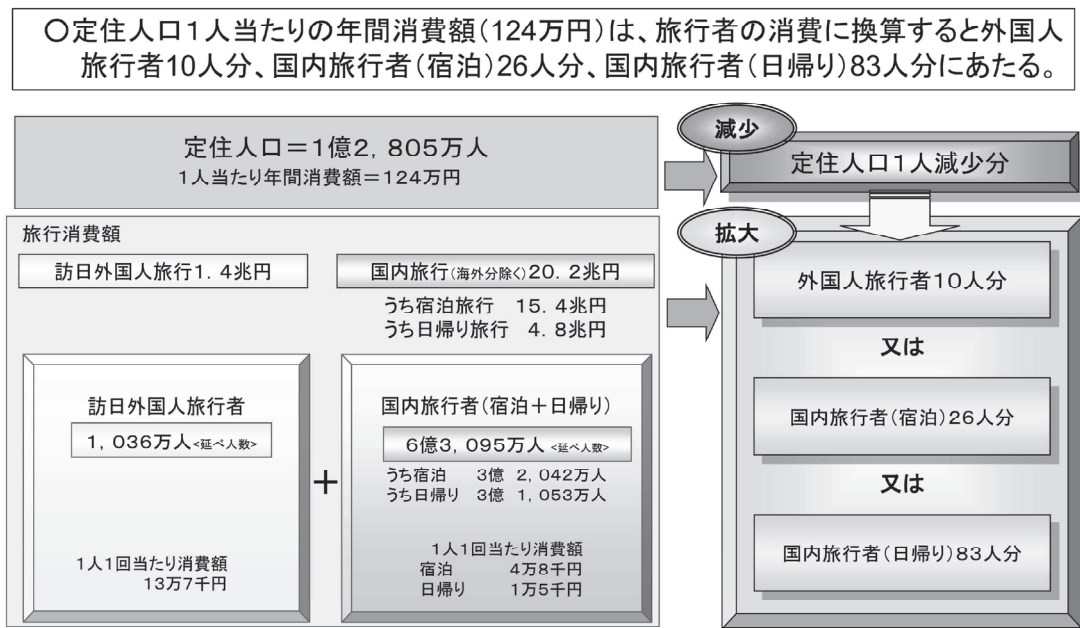 ○定住人口1人当たりの年間消費額(124万円)は、旅行者の消費に換算すると外国人
旅行者10人分、国内旅行者(宿泊)26人分、国内旅行者(日帰り)83人分にあたる。
定住人口=1億2,805万人
1人当たり年間消費額=124万円
減少
定住人口1人減少分
旅行消費額
訪日外国人旅行1.4兆円
国内旅行(海外分除く)20.2兆円
うち宿泊旅行 15.4兆円
うち日帰り旅行 4.8兆円
訪日外国人旅行者
1,036万人<延べ人数>
1人1回当たり消費額
13万7千円
+
国内旅行者(宿泊+日帰り)
6億3,095万人<延べ人数>
うち宿泊 3億 2,042万人
うち日帰り 3億 1,053万人
1人1回当たり消費額
宿泊 4万8千円
日帰り 1万5千円
拡大
外国人旅行者10人分
又は
国内旅行者(宿泊)26人分
又は
国内旅行者(日帰り)83人分